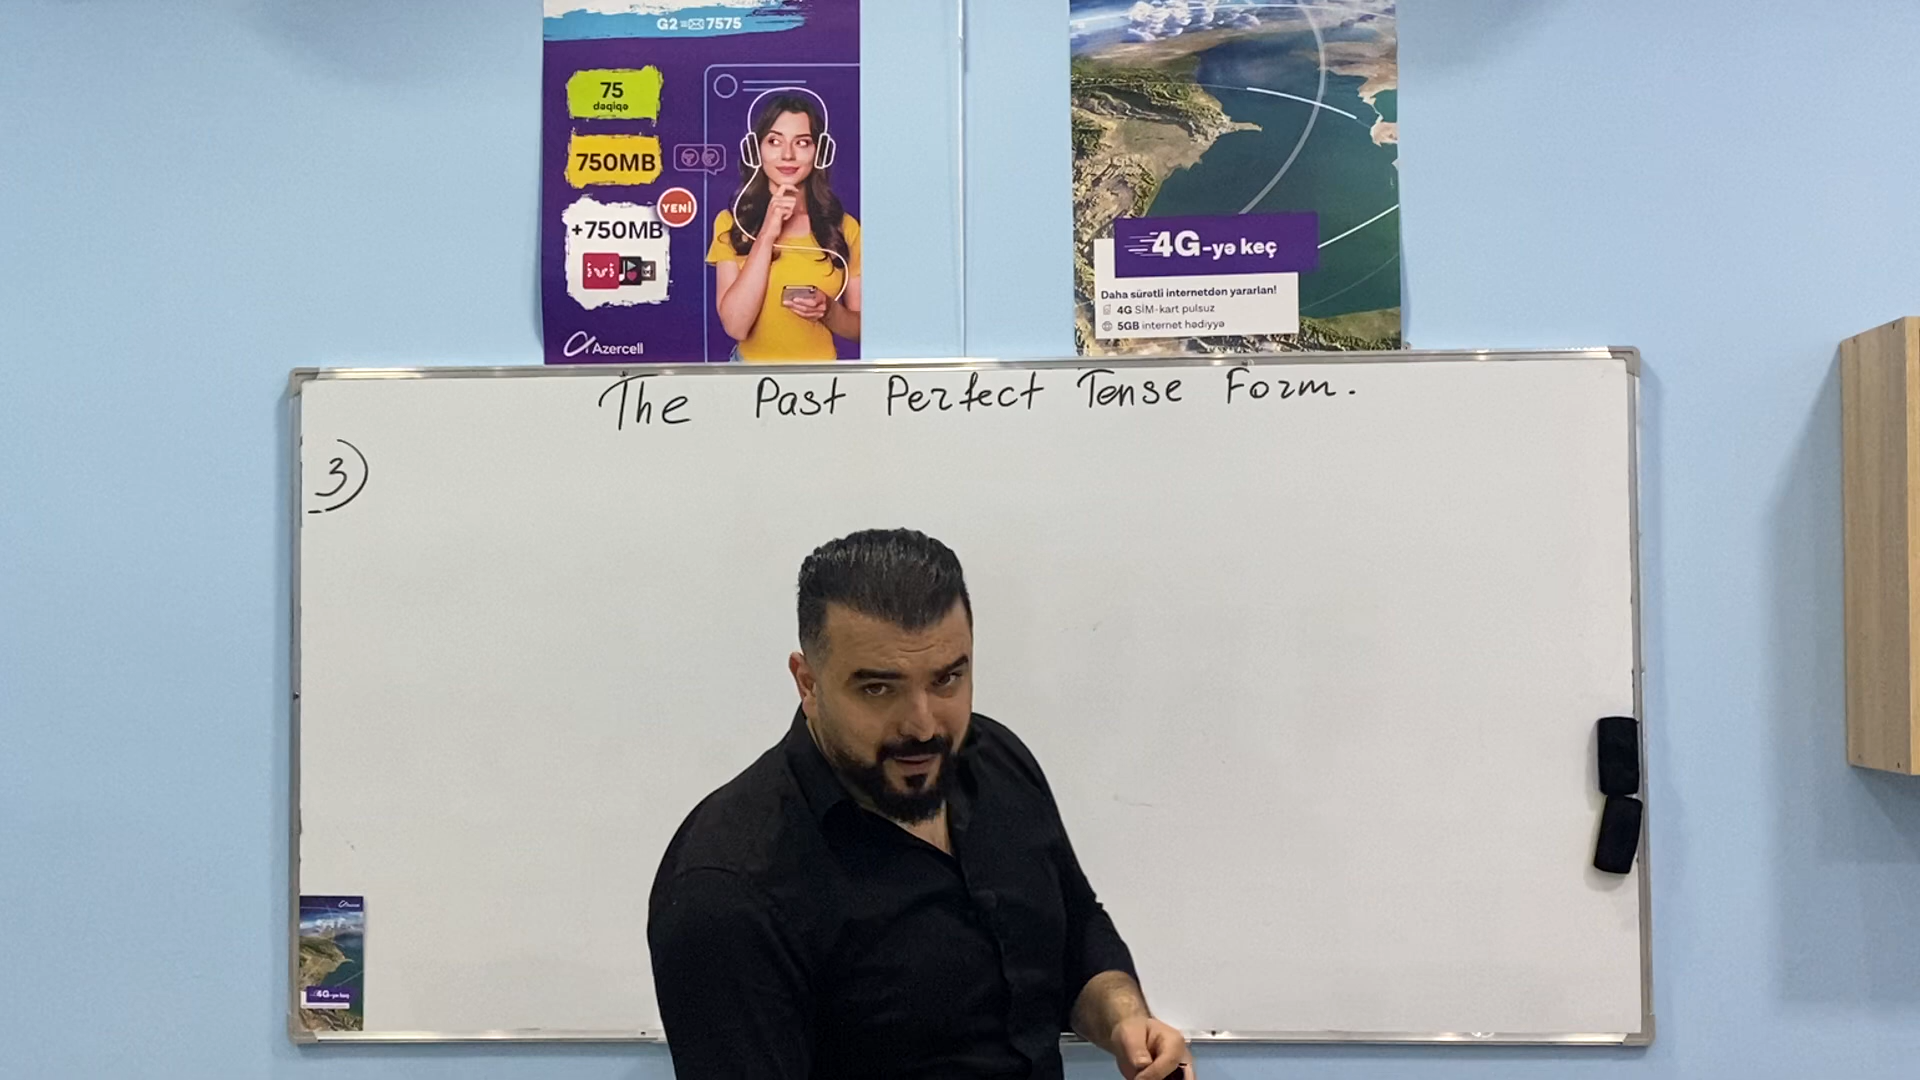 G2 7575
75
dəqiqə
750MB
YENİ
+750MB
ivi
Azercell
4G-yə keç
Daha sürətli internetdən yararlan!
4G SİM-kart pulsuz
5GB internet hədiyyə
The Past Perfect Tense Form.
3)
4G-yə keç